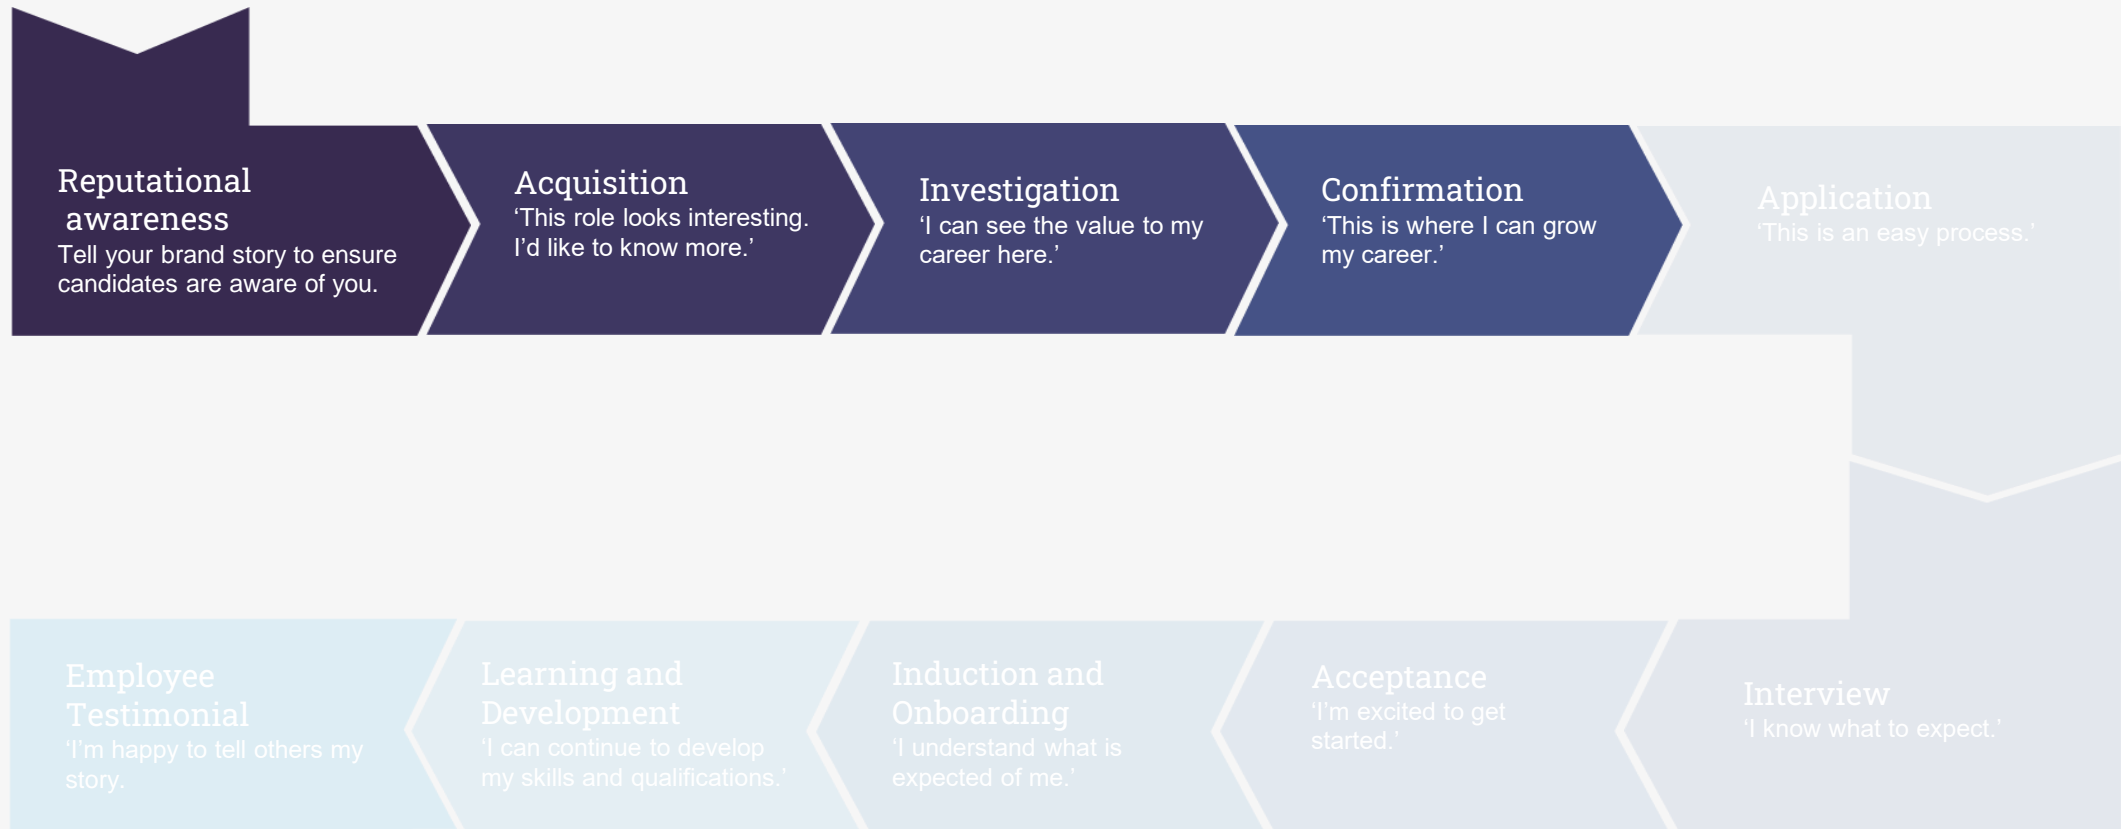 Reputational
awareness
Tell your brand story to ensure
candidates are aware of you.
Acquisition
‘This role looks interesting.
I’d like to know more.’
Investigation
‘I can see the value to my
career here.’
Confirmation
‘This is where I can grow
my career.’
Application
‘This is an easy process.’
Interview
‘I know what to expect.’
Acceptance
‘I’m excited to get
started.’
Induction and
Onboarding
‘I understand what is
expected of me.’
Learning and
Development
‘I can continue to develop
my skills and qualifications.’
Employee
Testimonial
‘I’m happy to tell others my
story.